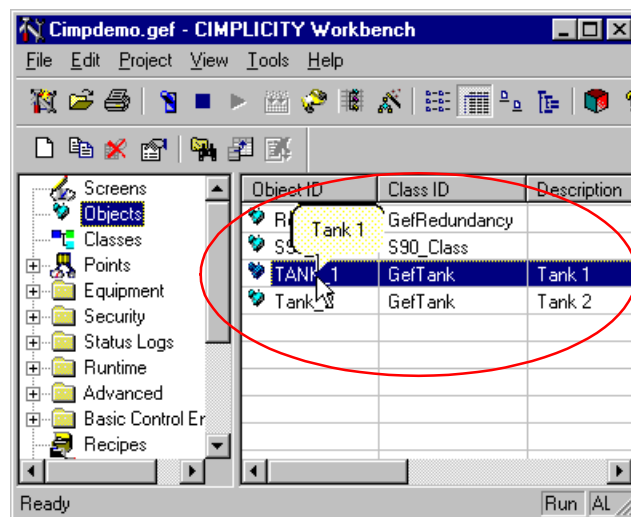 Cimpdemo.gef - CIMPLICITY Workbench
File Edit Project View Tools Help
Screens
Objects
Classes
Points
Equipment
Security
Status Logs
Runtime
Advanced
Basic Control Er
Recipes
Object ID Class ID Description
GefRedundancy
Tank 1
S90_Class
TANK_1 GefTank Tank 1
Tank_2 GefTank Tank 2
Ready Run AL